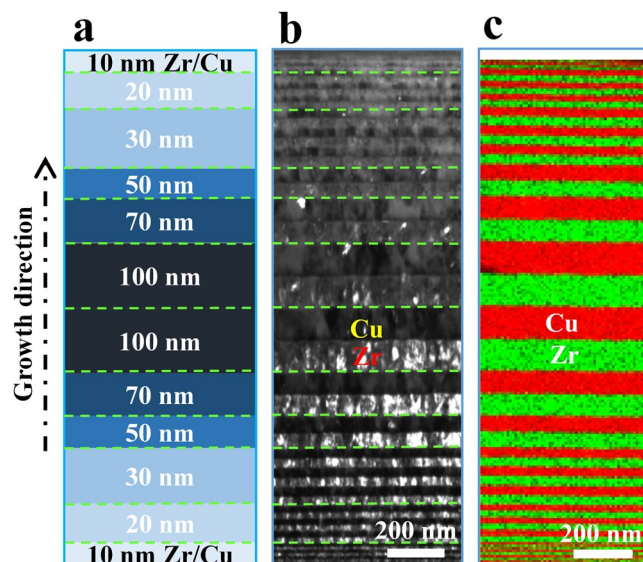 a
b
c
10 nm Zr/Cu
20 nm
30 nm
50 nm
70 nm
100 nm
100 nm
70 nm
50 nm
30 nm
20 nm
10 nm Zr/Cu
Growth direction
Cu
Zr
200 nm
Cu
Zr
200 nm